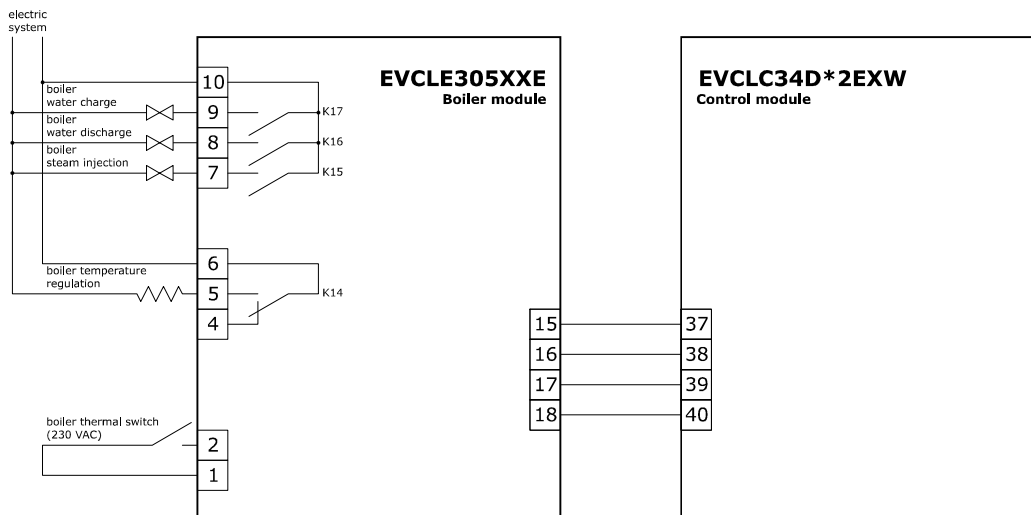 electric
system
EVCLE305XXE
Boiler module
EVCLC34D*2EXW
Control module
10
boiler
water charge
9
K17
boiler
water discharge
8
K16
boiler
steam injection
7
K15
6
boiler temperature
regulation
5
K14
4
15
37
16
38
17
39
18
40
boiler thermal switch
(230 VAC)
2
1